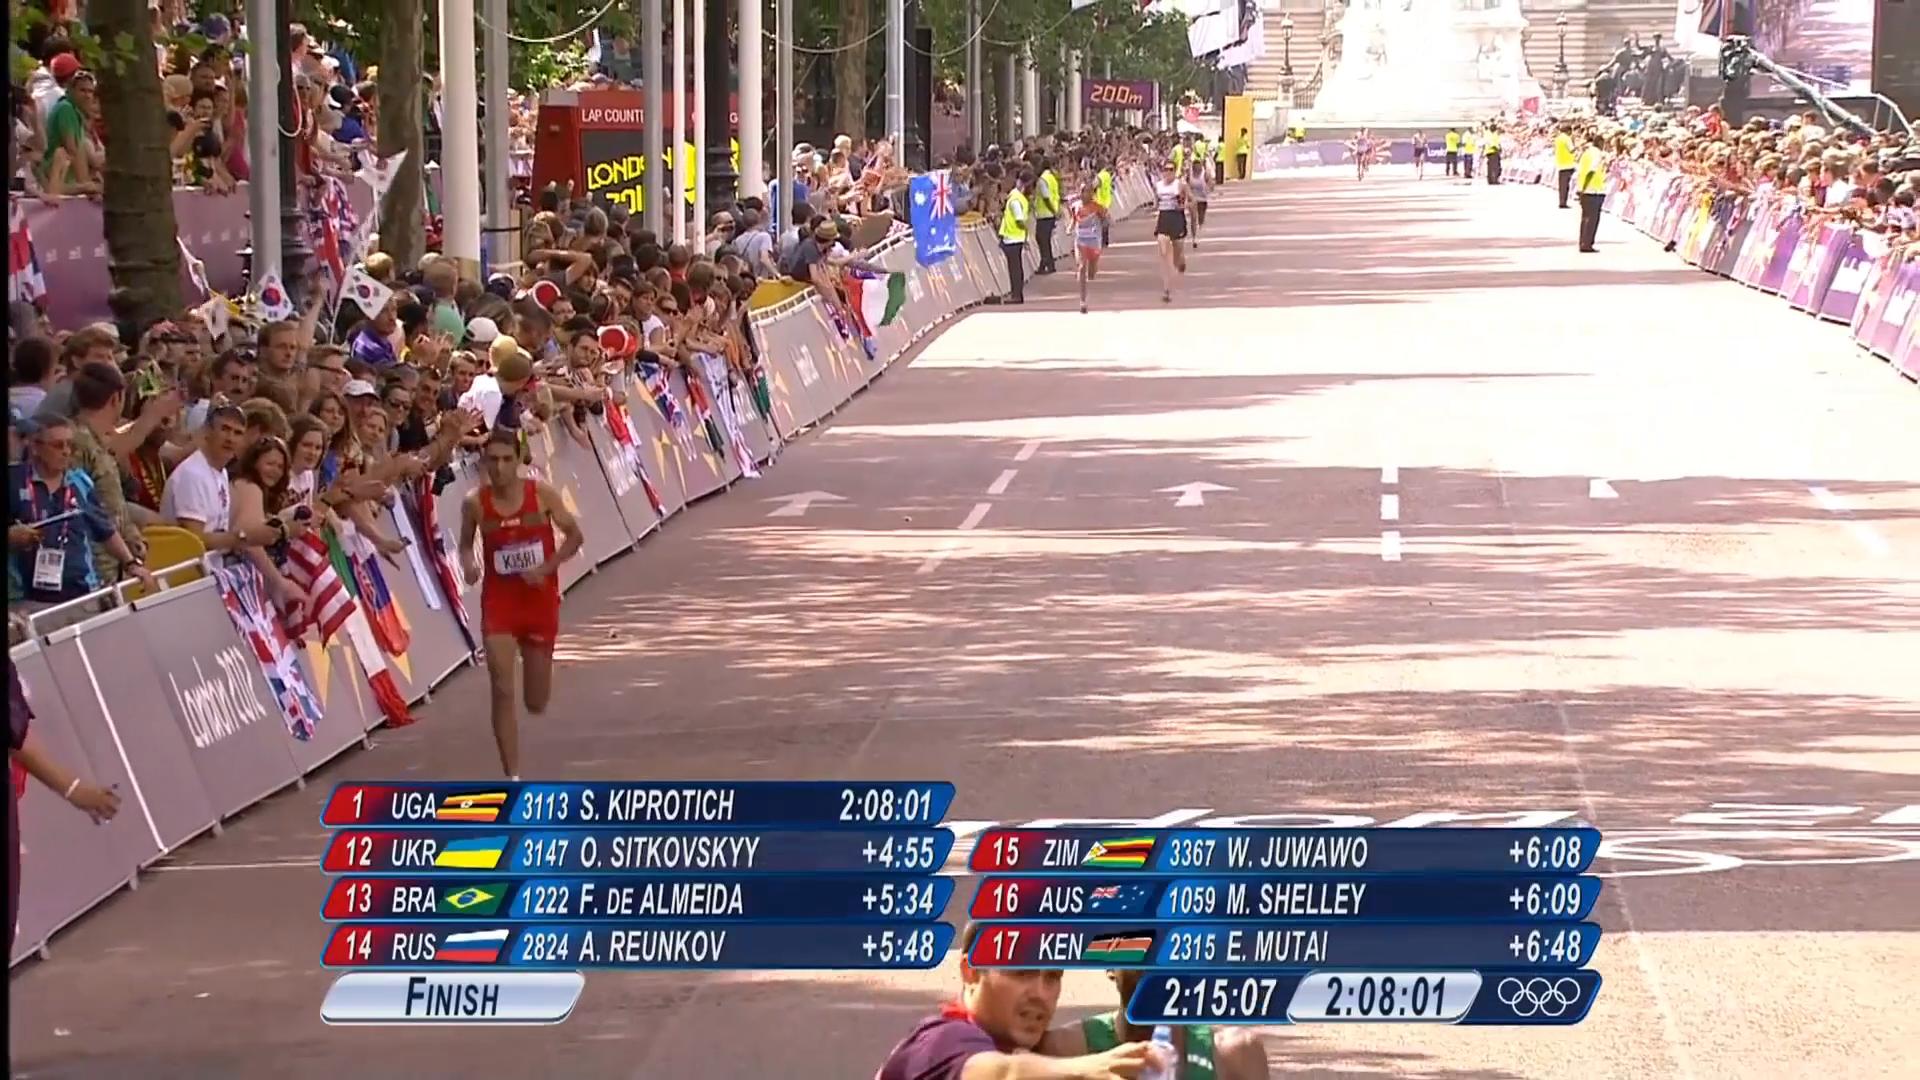 200m
LAP COUNTE
LONDON
201
London
KISRI
London 2012
1 UGA 3113 S. KIPROTICH 2:08:01
12 UKR 3147 O. SITKOVSKYY +4:55
13 BRA 1222 F. DE ALMEIDA +5:34
14 RUS 2824 A. REUNKOV +5:48
15 ZIM 3367 W. JUWAWO +6:08
16 AUS 1059 M. SHELLEY +6:09
17 KEN 2315 E. MUTAI +6:48
FINISH
2:15:07 2:08:01